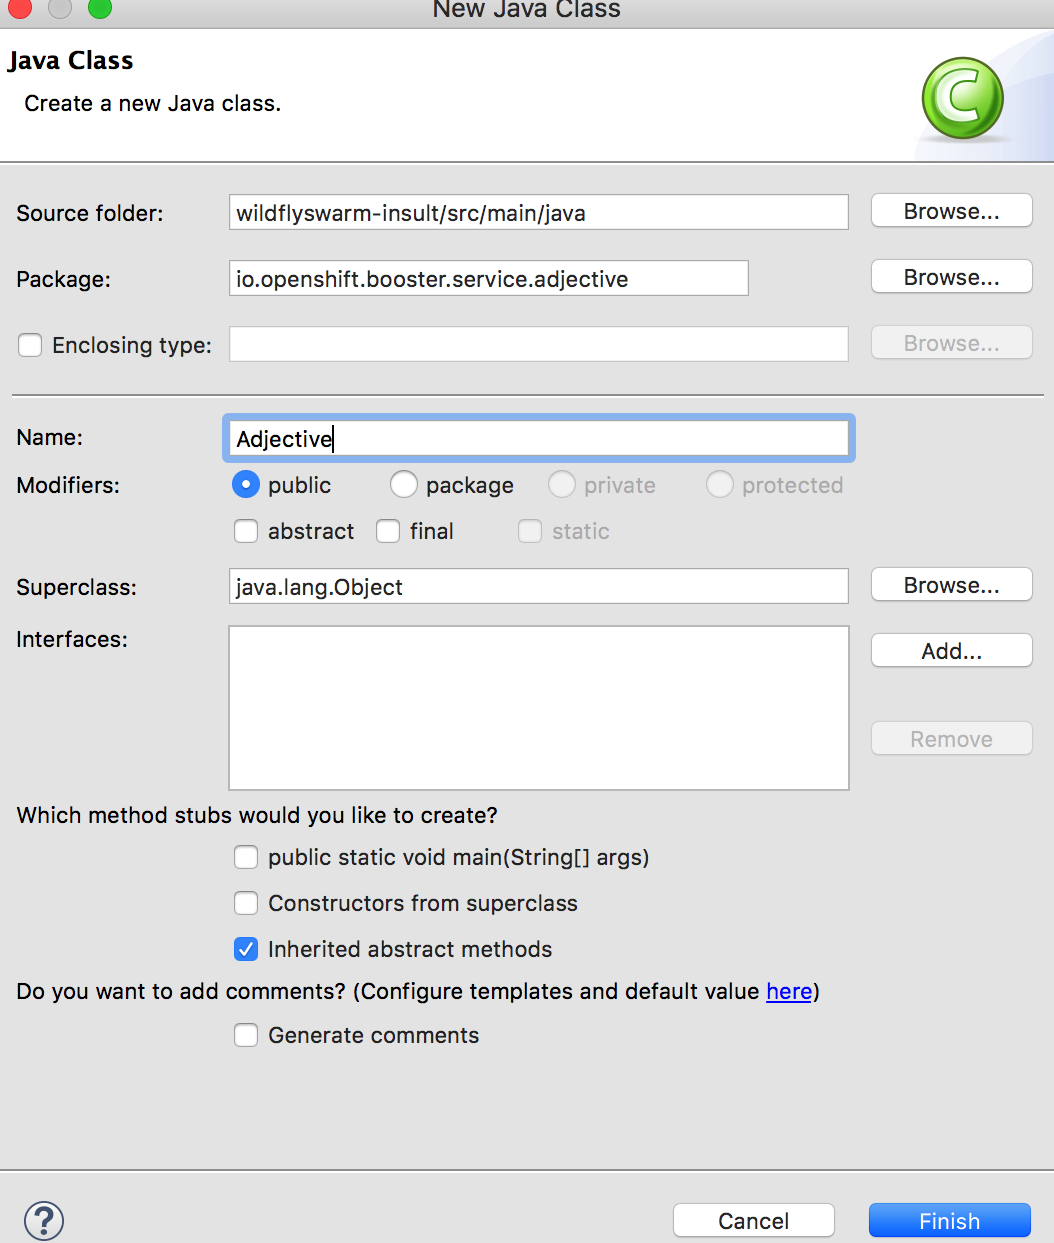 New Java Class
Java Class
Create a new Java class.
Source folder: wildflyswarm-insult/src/main/java Browse...
Package: io.openshift.booster.service.adjective Browse...
Enclosing type: Browse...
Name: Adjective
Modifiers: public package private protected
abstract final static
Superclass: java.lang.Object Browse...
Interfaces: Add...
Remove
Which method stubs would you like to create?
public static void main(String[] args)
Constructors from superclass
Inherited abstract methods
Do you want to add comments? (Configure templates and default value here)
Generate comments
? Cancel Finish